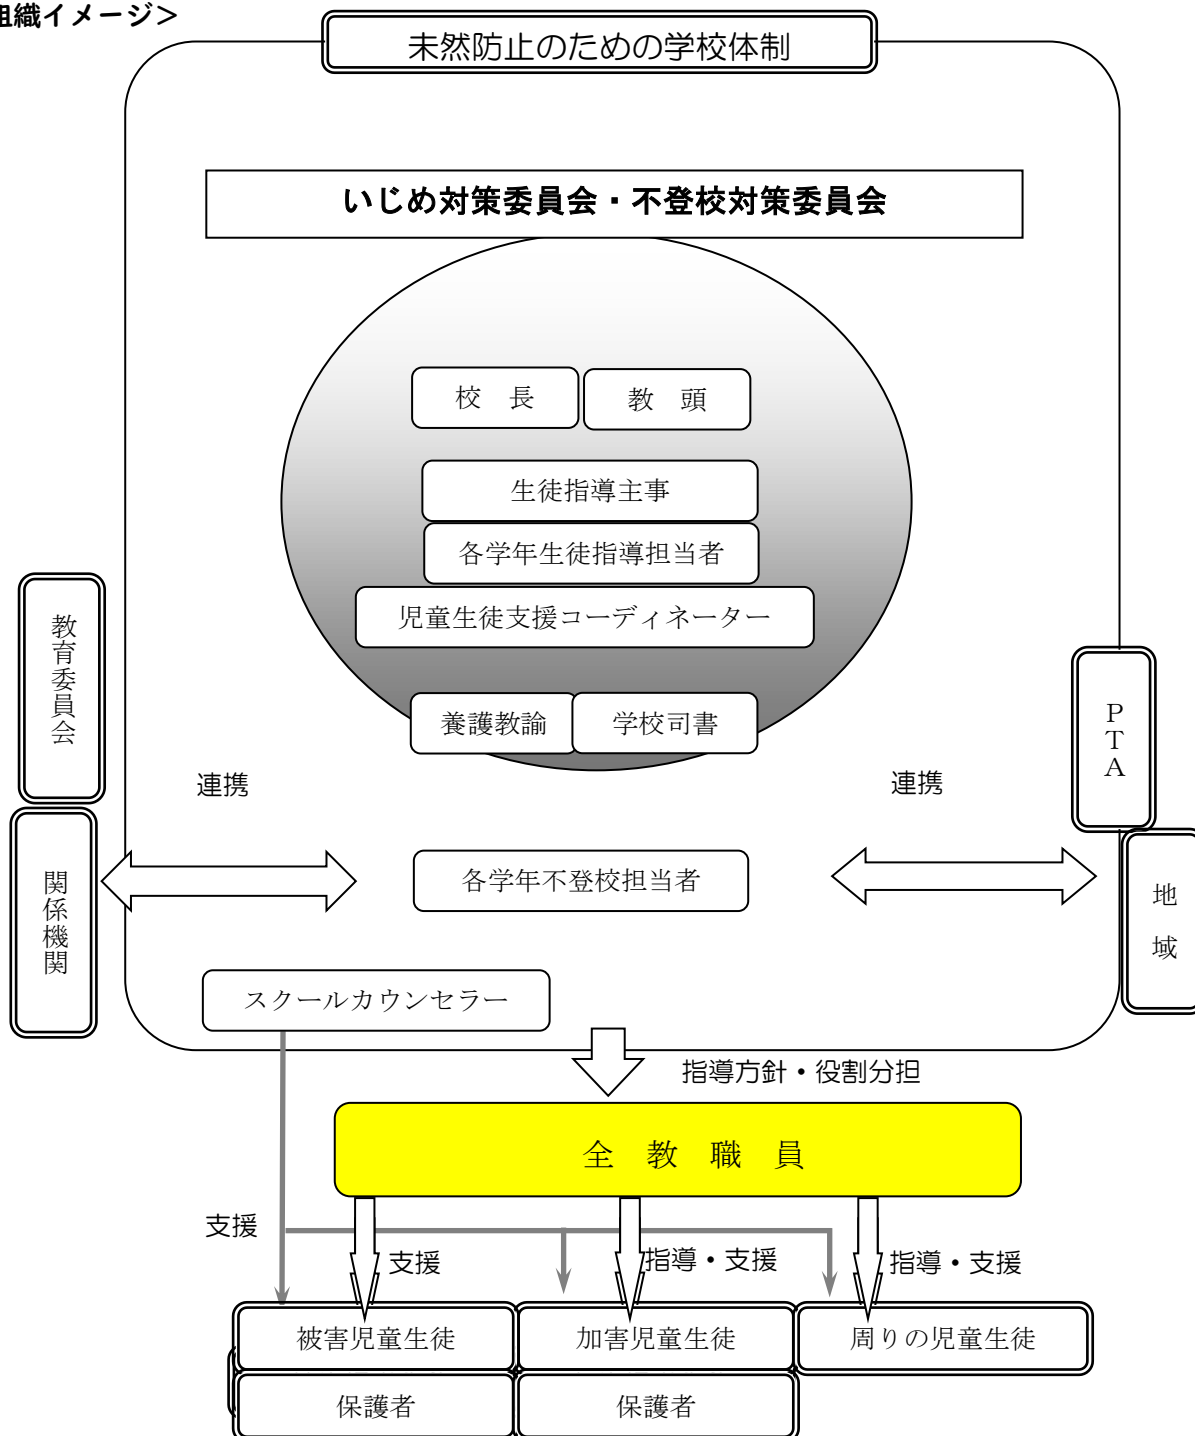 組織イメージ＞
未然防止のための学校体制
いじめ対策委員会・不登校対策委員会
校　長
教　頭
生徒指導主事
各学年生徒指導担当者
児童生徒支援コーディネーター
養護教諭
学校司書
教育委員会
関係機関
連携
連携
PTA
地　域
各学年不登校担当者
スクールカウンセラー
指導方針・役割分担
全　教　職　員
支援
支援
指導・支援
指導・支援
被害児童生徒
加害児童生徒
周りの児童生徒
保護者
保護者